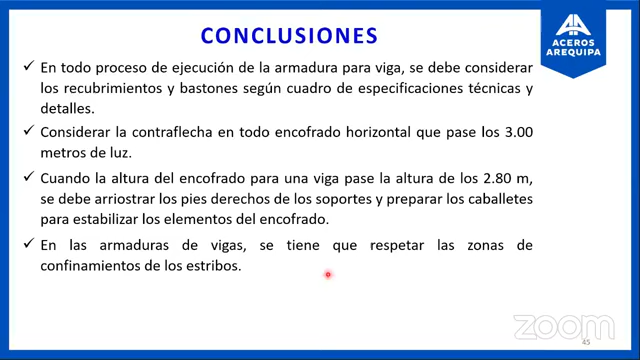 CONCLUSIONES
ACEROS
AREQUIPA
✓ En todo proceso de ejecución de la armadura para viga, se debe considerar
los recubrimientos y bastones según cuadro de especificaciones técnicas y
detalles.
✓ Considerar la contraflecha en todo encofrado horizontal que pase los 3.00
metros de luz.
✓ Cuando la altura del encofrado para una viga pase la altura de los 2.80 m,
se debe arriostrar los pies derechos de los soportes y preparar los caballetes
para estabilizar los elementos del encofrado.
✓ En las armaduras de vigas, se tiene que respetar las zonas de
confinamientos de los estribos.
zoom
45